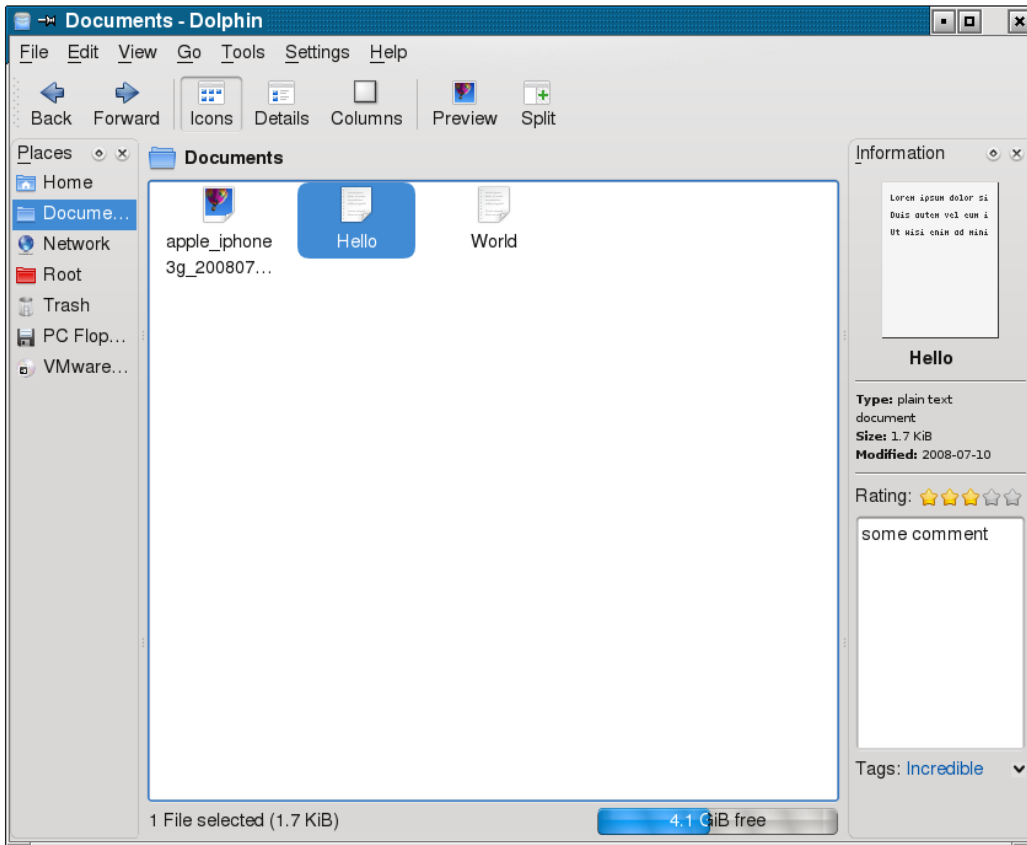 Documents - Dolphin
File Edit View Go Tools Settings Help
Back Forward Icons Details Columns Preview Split
Places
Home
Docume...
Network
Root
Trash
PC Flop...
VMware...
Documents
apple_iphone
3g_200807...
Hello
World
1 File selected (1.7 KiB)
4.1 GiB free
Information
Lorem ipsum dolor si
Duis autem vel eum i
Ut wisi enim ad mini
Hello
Type: plain text
document
Size: 1.7 KiB
Modified: 2008-07-10
Rating:
some comment
Tags: Incredible